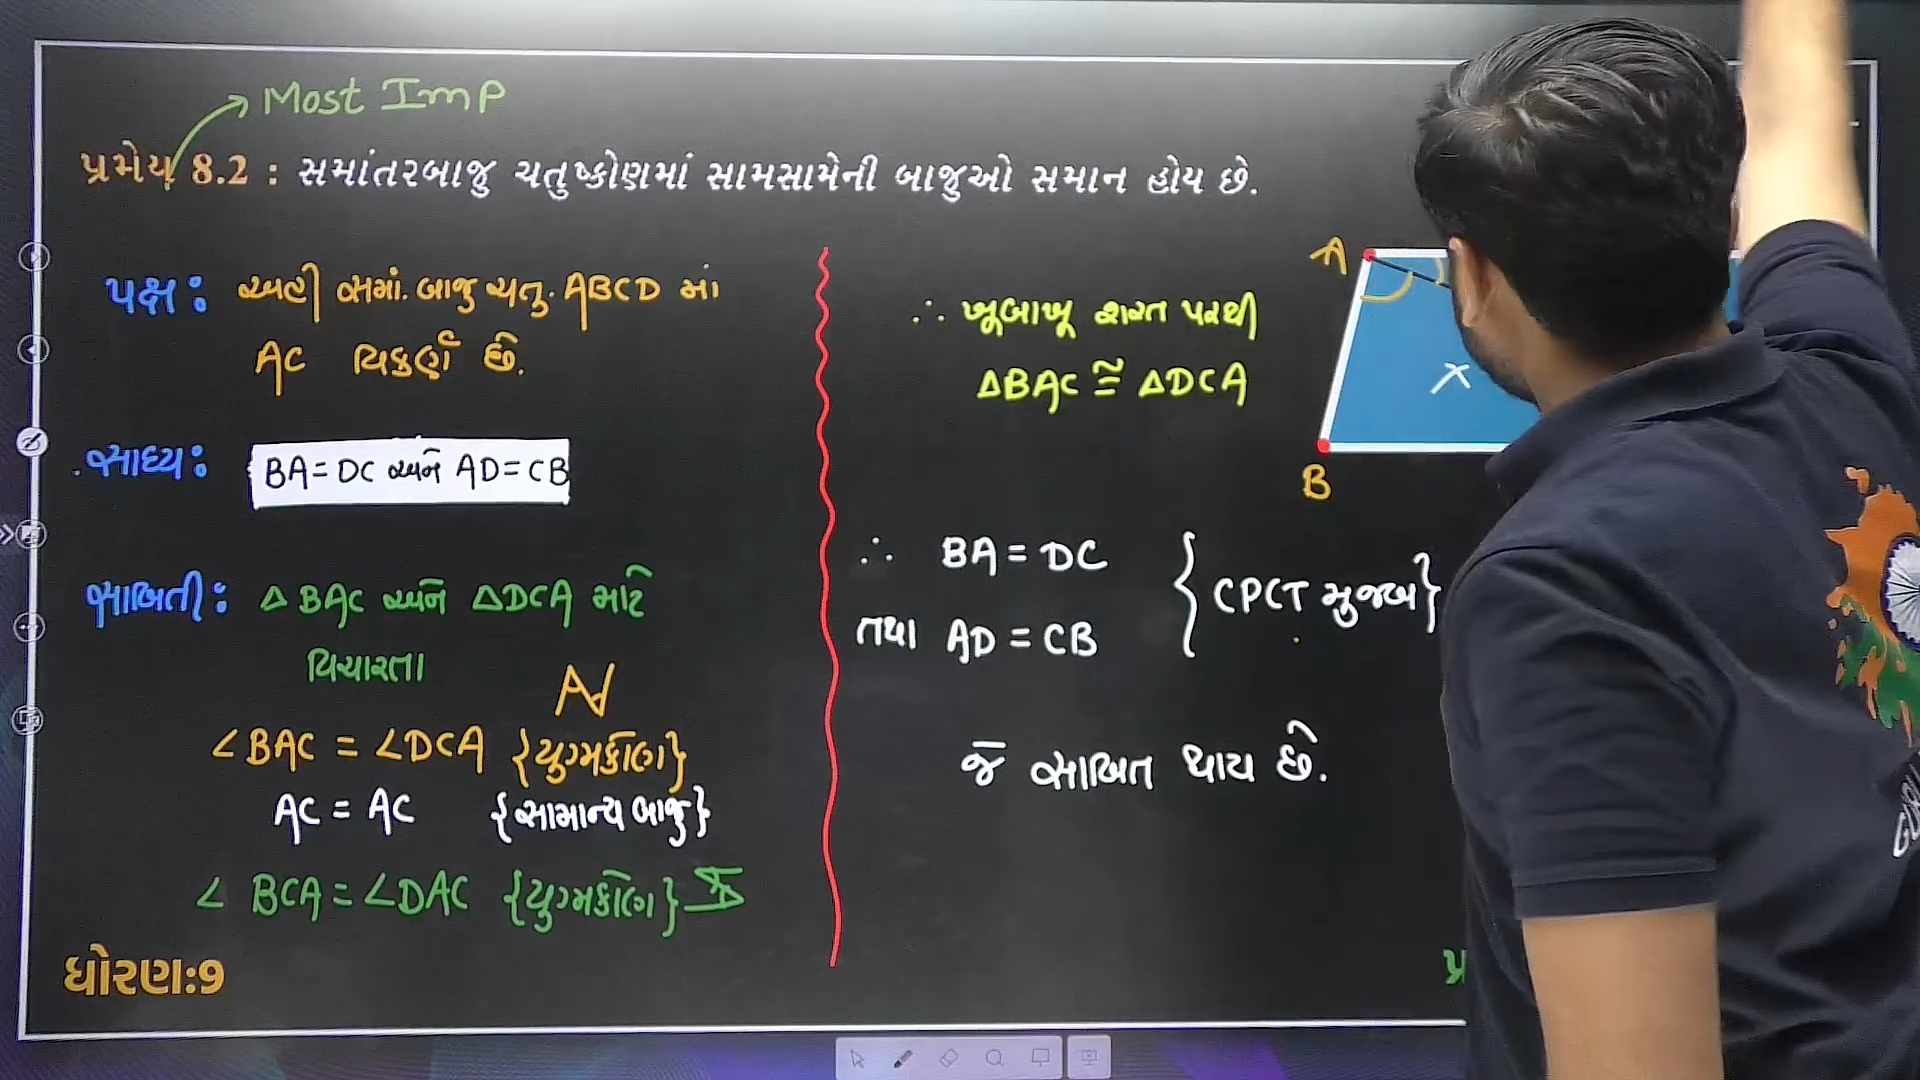 Most Imp
પ્રમેય 8.2 : સમાંતરબાજુ ચતુષ્કોણમાં સામસામેની બાજુઓ સમાન હોય છે.
પક્ષ: અહીં સમાં. બાજુ ચતુ. ABCD માં
AC વિકર્ણ છે.
સાધ્ય: BA = DC અને AD = CB
સાબિતી: △BAC અને △DCA માટે
વિચારતા
∠BAC = ∠DCA {યુગ્મકોણ}
AC = AC {સામાન્ય બાજુ}
∠BCA = ∠DAC {યુગ્મકોણ}
ધોરણ:9
∴ ખૂબાખૂ શરત પરથી
△BAC ≅ △DCA
A
B
∴ BA = DC
તથા AD = CB
{CPCT મુજબ}
જે સાબિત થાય છે.